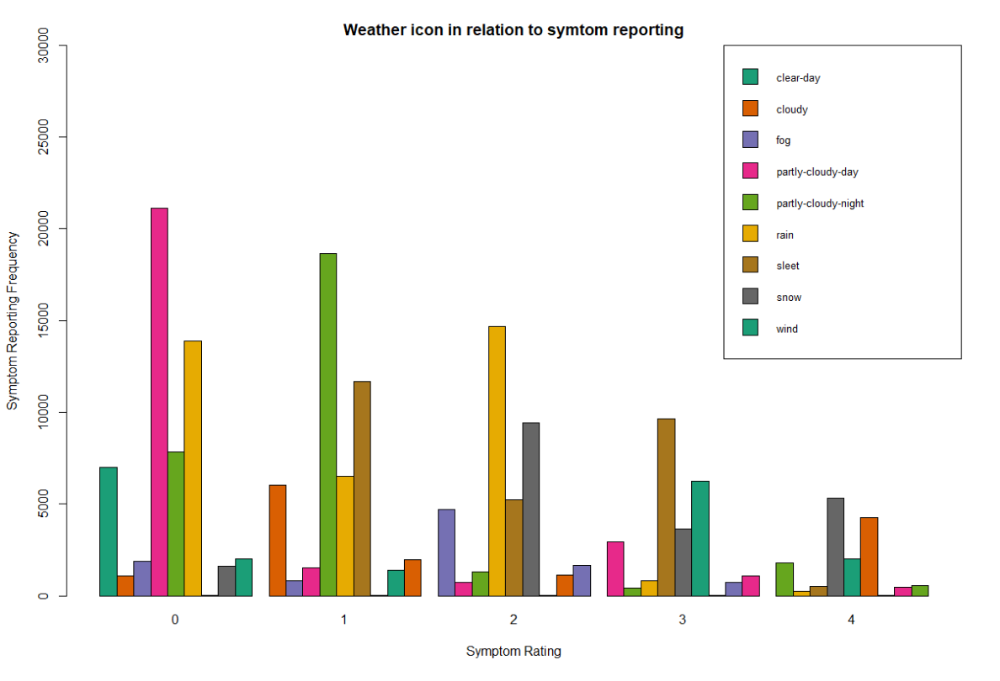 Weather icon in relation to symtom reporting
30000
25000
20000
15000
10000
5000
0
Symptom Reporting Frequency
clear-day
cloudy
fog
partly-cloudy-day
partly-cloudy-night
rain
sleet
snow
wind
0 1 2 3 4
Symptom Rating